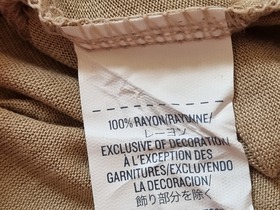 100% RAYON/RAYONNE/
レーヨン
EXCLUSIVE OF DECORATION
À L'EXCEPTION DES
GARNITURES/EXCLUYENDO
LA DECORACION/
飾り部分を除く